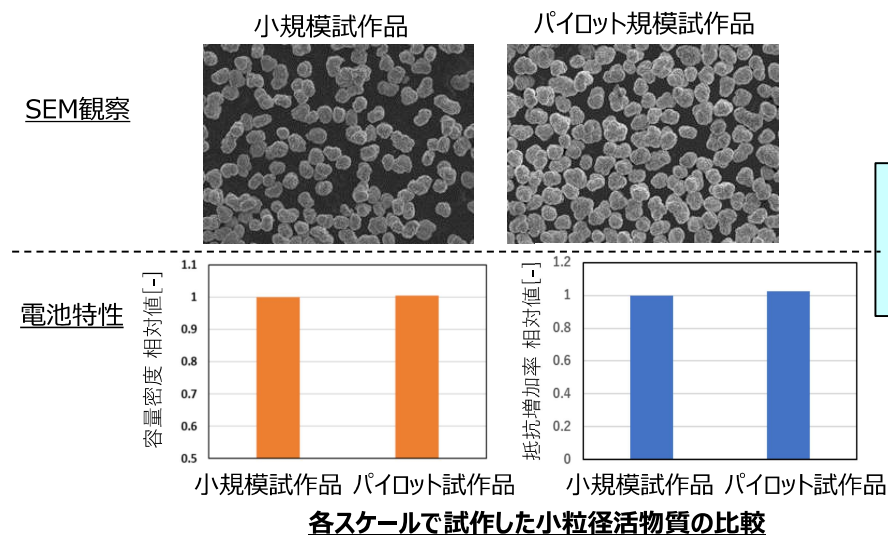 小規模試作品
パイロット規模試作品
SEM観察
電池特性
容量密度 相対値[-]
1.1
1
0.9
0.8
0.7
0.6
0.5
小規模試作品
パイロット試作品
抵抗増加率 相対値[-]
1.2
1
0.8
0.6
0.4
0.2
0
小規模試作品
パイロット試作品
各スケールで試作した小粒径活物質の比較